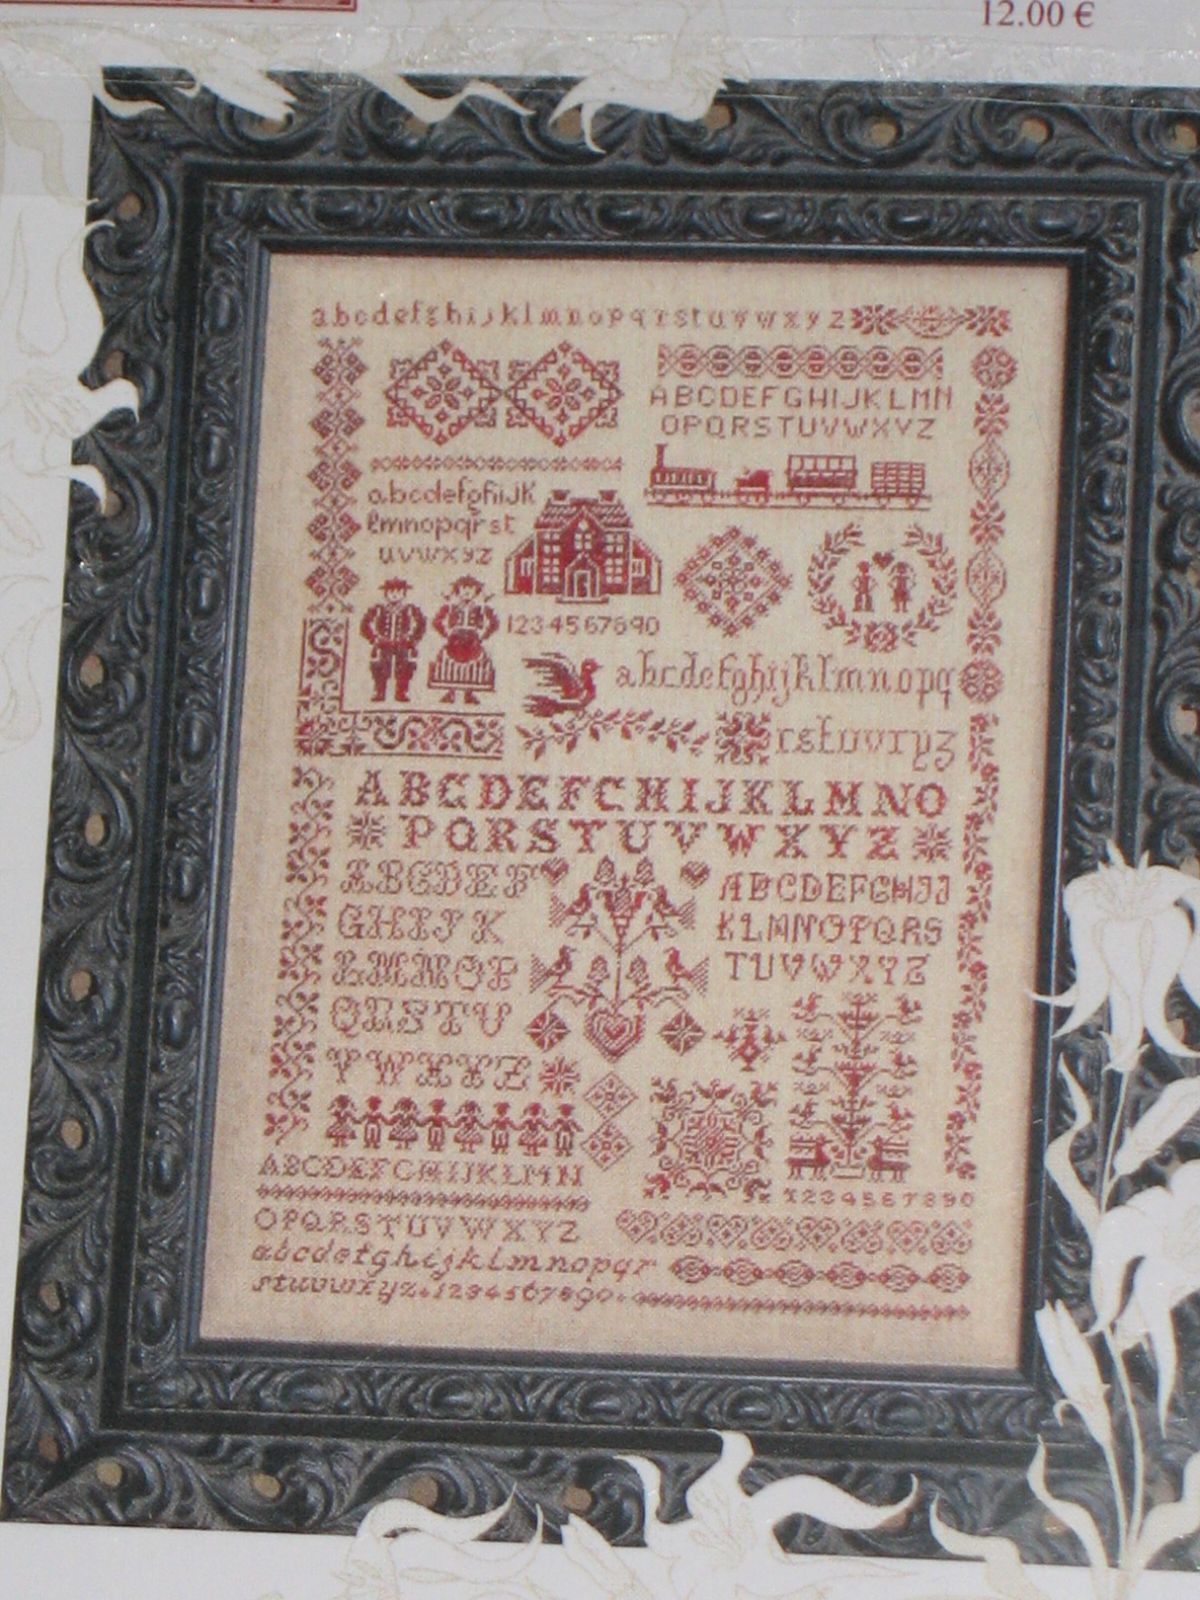 12.00 €
abcdefghijklmnopqrstuvwxyz
ABCDEFGHIJKLMN
OPQRSTUVWXYZ
abcdefghijk
lmnopqrst
uvwxyz
1234567890
abcdefghijklmnopq
rstuvxyz
ABCDEFGHIJKLMNO
PQRSTUVWXYZ
ABCDEF
GHIJK
LMNOP
QRSTU
VWXYZ
ABCDEFGHIJ
KLMNOPQRS
TUVWXYZ
ABCDEFGHIJKLMN
1234567890
OPQRSTUVWXYZ
abcdefghijklmnopqr
stuvwxyz.1234567890.